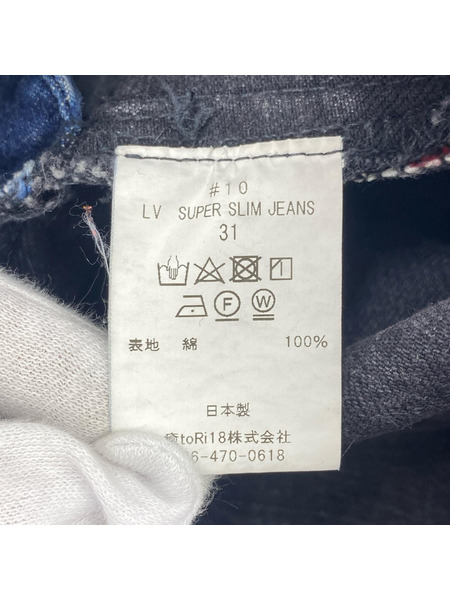 #10
LV SUPER SLIM JEANS
31
F W
表地 綿 100%
日本製
癒toRi18株式会社
6-470-0618